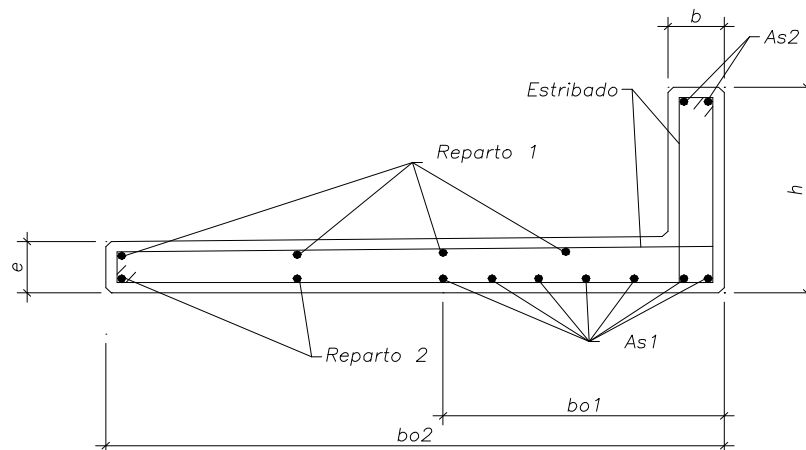 b
As2
Estribado
Reparto 1
h
e
Reparto 2
As1
bo1
bo2